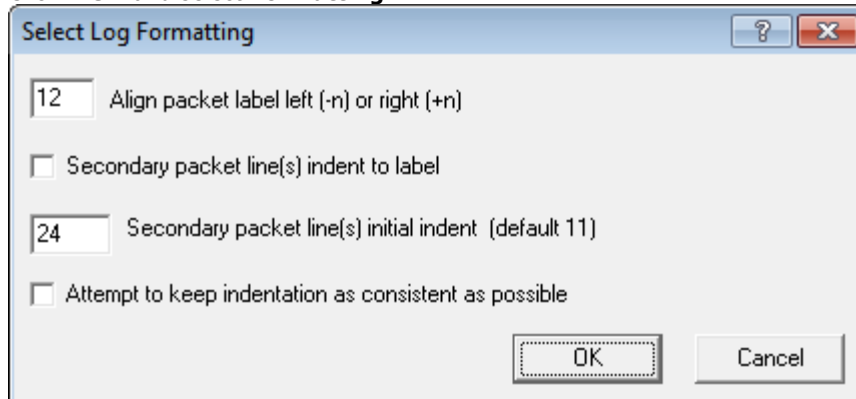 Select Log Formatting
?
12 Align packet label left (-n) or right (+n)
Secondary packet line(s) indent to label
24 Secondary packet line(s) initial indent (default 11)
Attempt to keep indentation as consistent as possible
OK Cancel